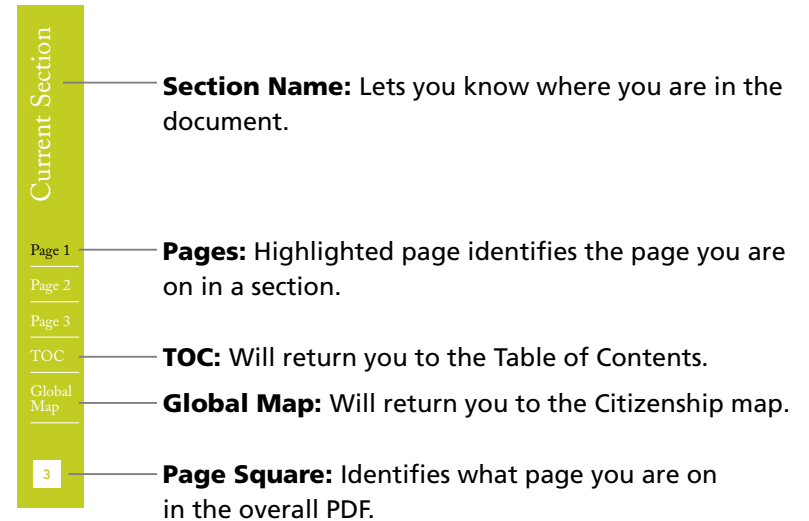 Current Section
Section Name: Lets you know where you are in the
document.
Page 1
Pages: Highlighted page identifies the page you are
on in a section.
Page 2
Page 3
TOC
TOC: Will return you to the Table of Contents.
Global
Map
Global Map: Will return you to the Citizenship map.
3
Page Square: Identifies what page you are on
in the overall PDF.